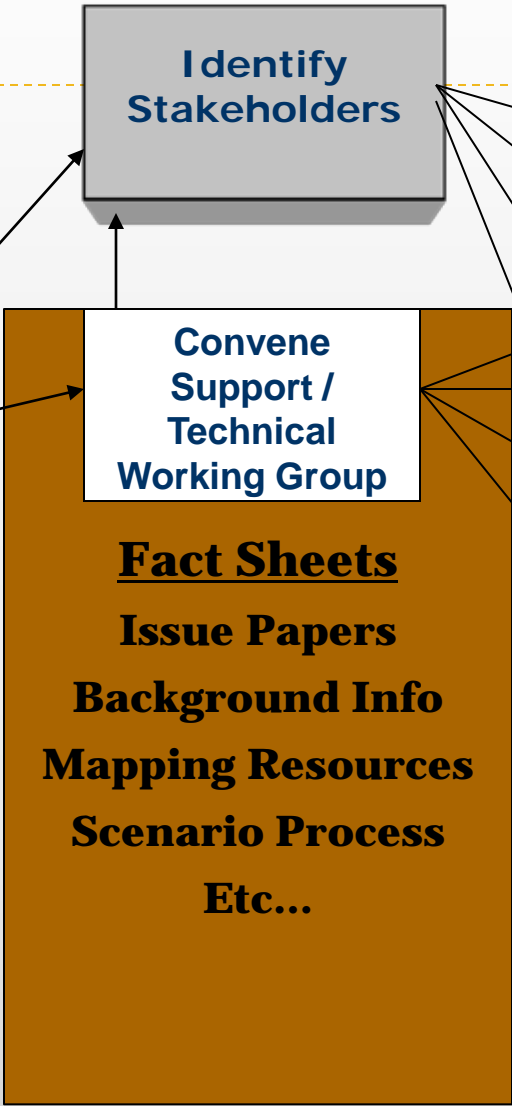 Identify
Stakeholders
Convene
Support /
Technical
Working Group
Fact Sheets
Issue Papers
Background Info
Mapping Resources
Scenario Process
Etc...